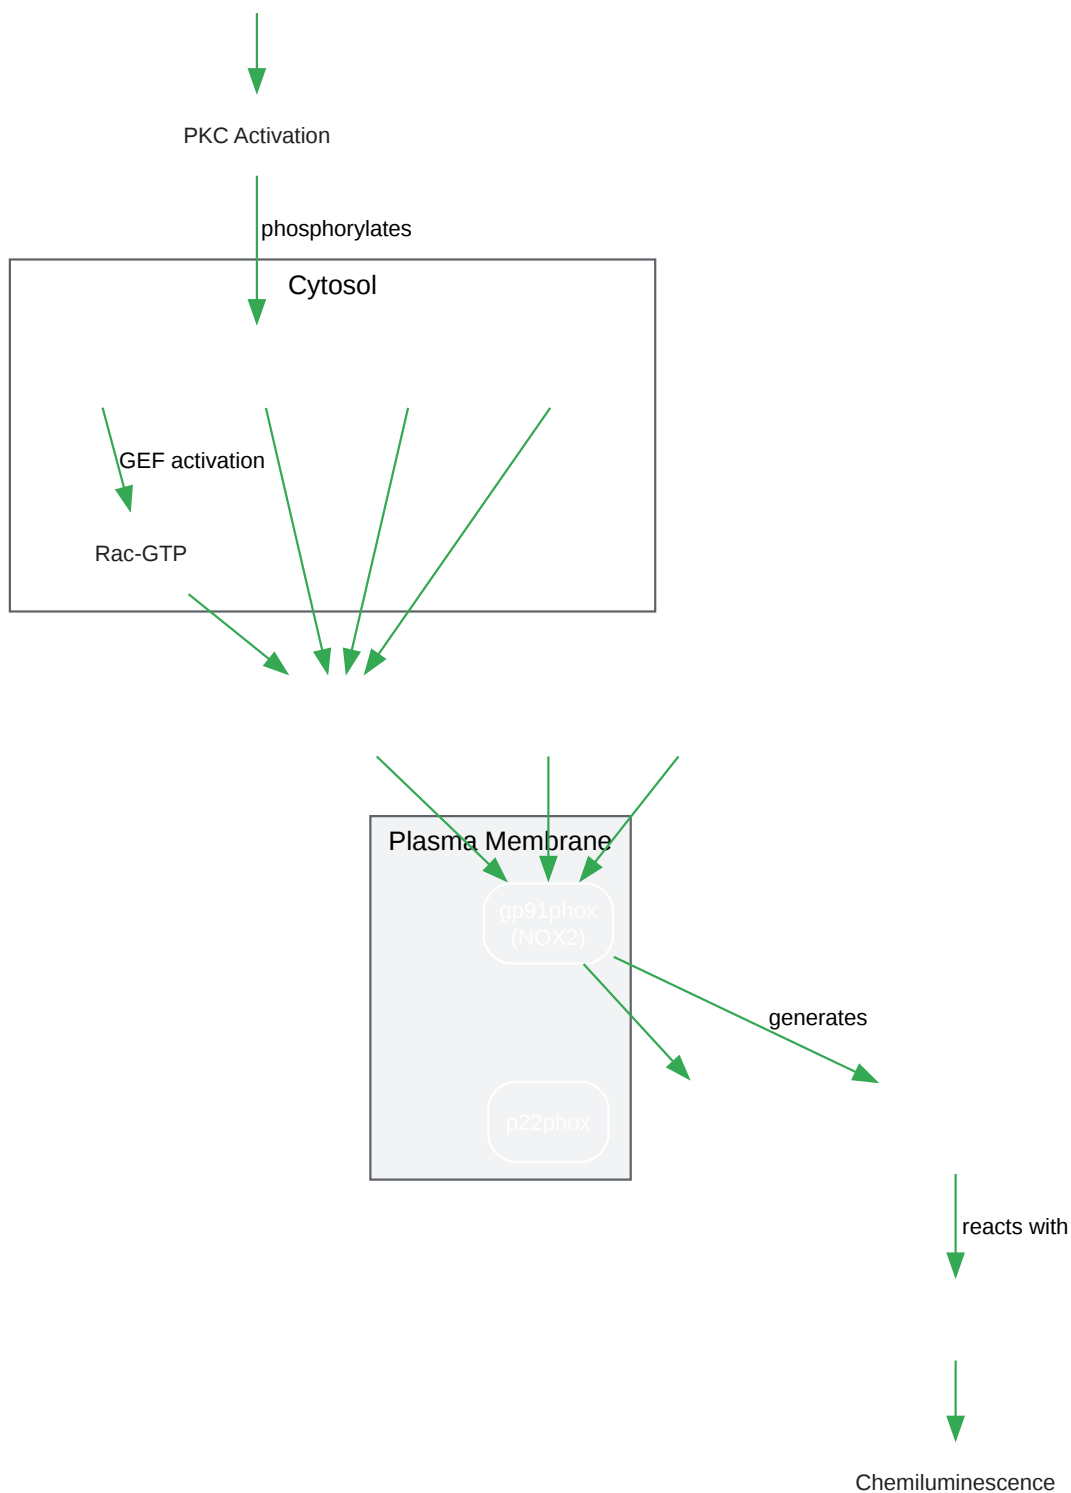 PKC Activation
phosphorylates
Cytosol
GEF activation
Rac-GTP
Plasma Membrane
gp91phox
(NOX2)
generates
p22phox
reacts with
Chemiluminescence